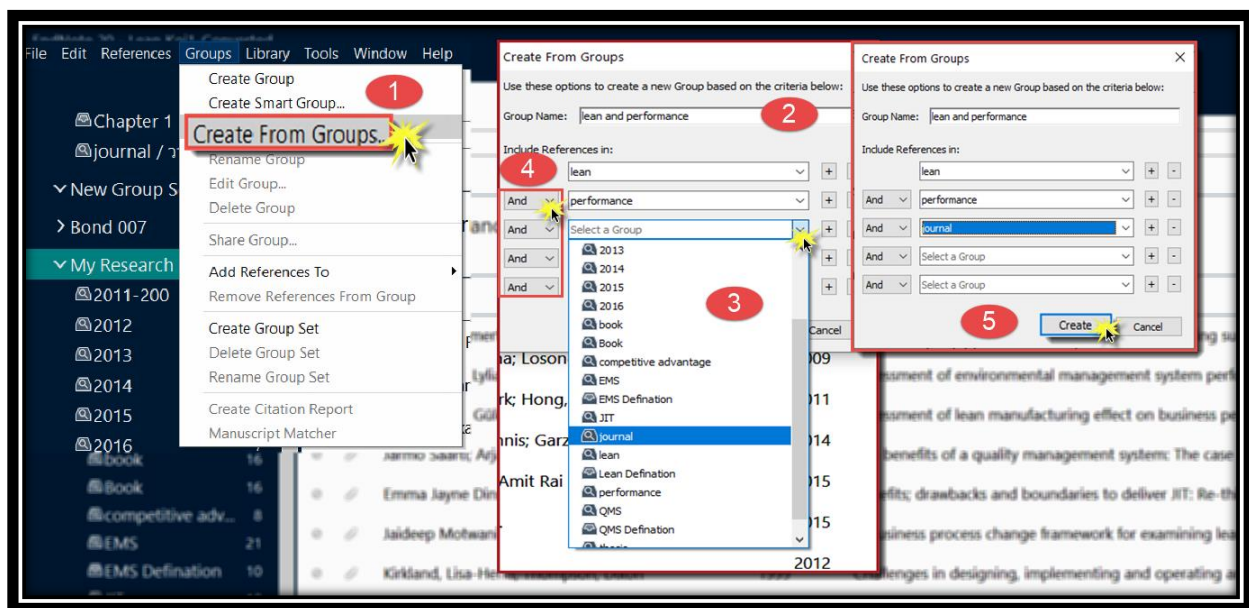 File Edit References Groups Library Tools Window Help
Create Group
Create Smart Group...
1
Create From Groups..
Rename Group
Edit Group...
Delete Group
Share Group...
Add References To
Remove References From Group
Create Group Set
Delete Group Set
Rename Group Set
Create Citation Report
Manuscript Matcher
Chapter 1
journal /
New Group S
Bond 007
My Research
2011-200
2012
2013
2014
2015
2016
book 16
Book 16
competitive adv... 8
EMS 21
EMS Defination 10
Create From Groups
Use these options to create a new Group based on the criteria below:
Group Name: lean and performance
2
Include References in:
4
lean + 
And performance +
And Select a Group +
And +
And +
2013
2014
2015
2016
3
book
Book
competitive advantage
EMS
EMS Defination
JIT
journal
lean
Lean Defination
performance
QMS
QMS Defination
Cancel
Create From Groups
Use these options to create a new Group based on the criteria below:
Group Name: lean and performance
Include References in:
lean + -
And performance + -
And journal + -
And Select a Group + -
And Select a Group + -
5
Create Cancel
na; Loson 009
rk; Hong, 011
nnis; Garz 014
Amit Rai 015
015
2012
essment of environmental management system perf
essment of lean manufacturing effect on business pe
benefits of a quality management system: The case
efits; drawbacks and boundaries to deliver JIT: Re-th
usiness process change framework for examining lea
Challenges in designing, implementing and operating a
Jarmo Saarti; Arj
Emma Jayne Din
Jaideep Motwani
Kirkland, Lisa-He